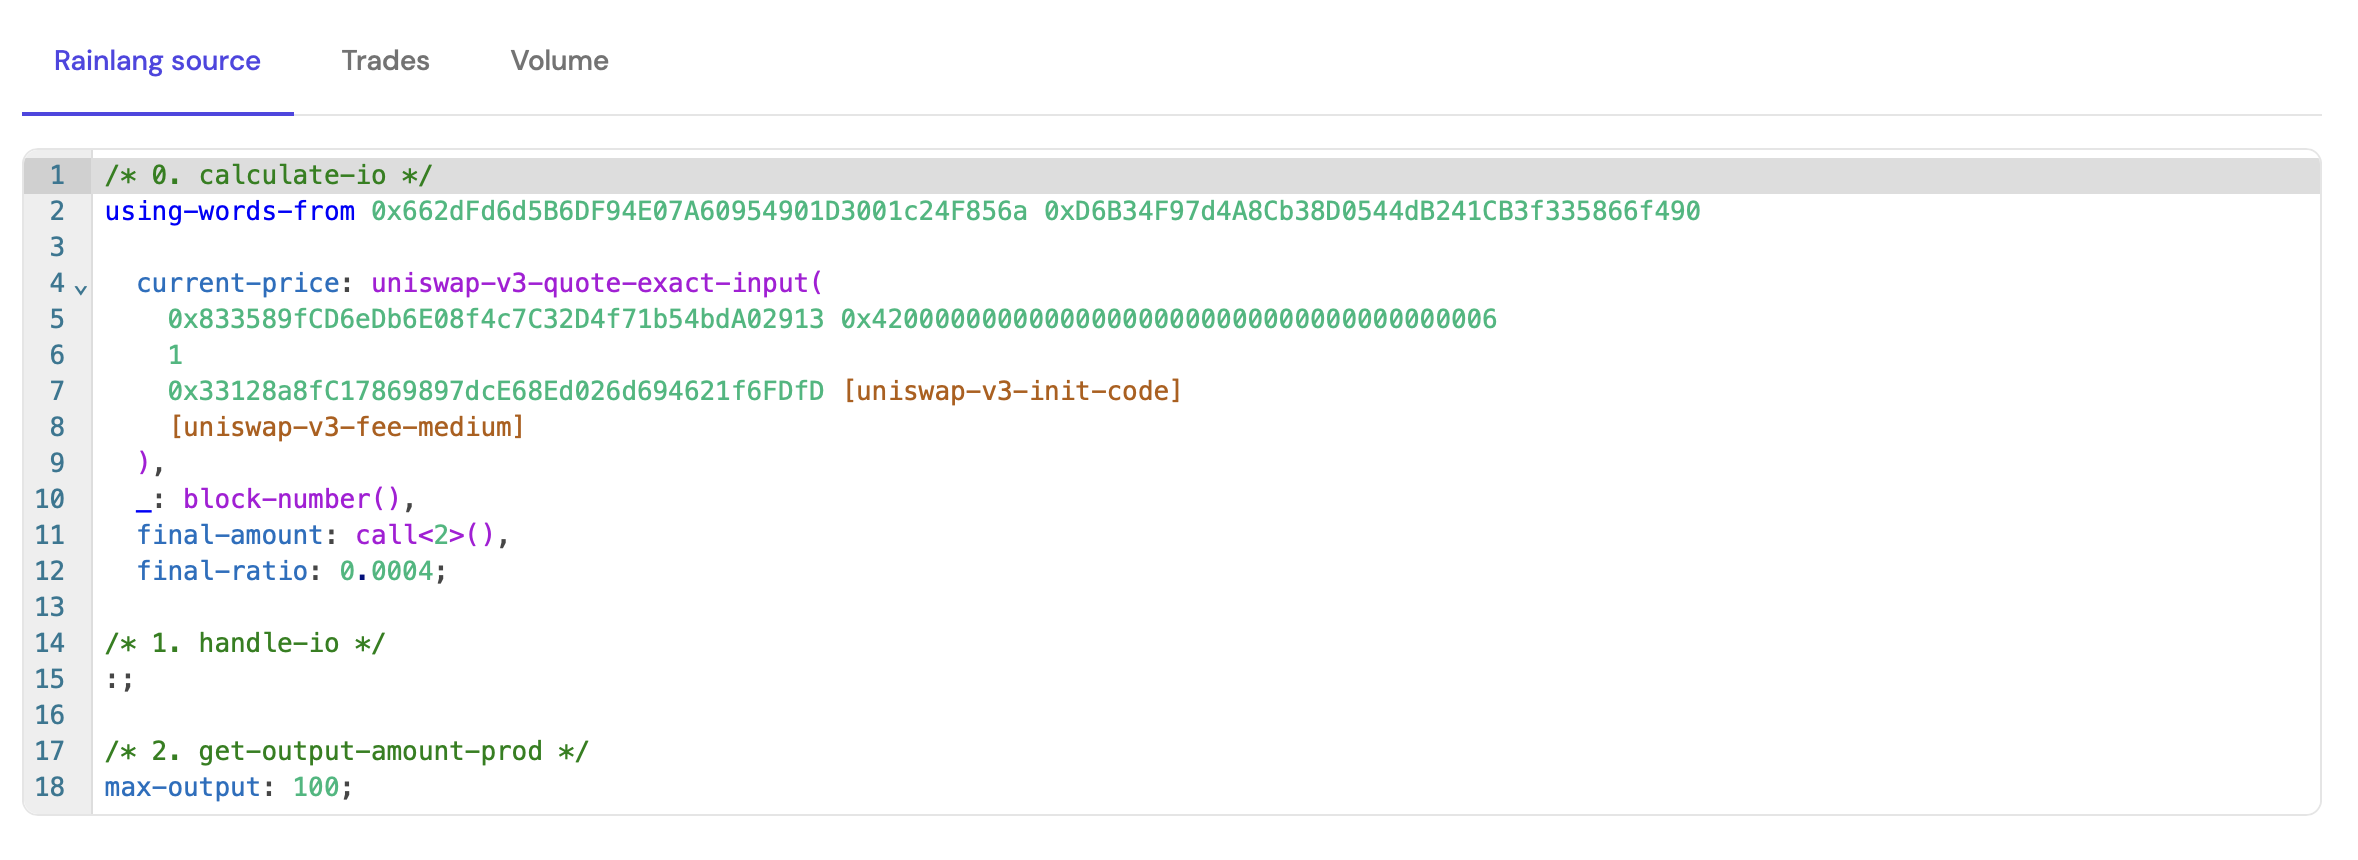 Rainlang source Trades Volume
1 /* 0. calculate-io */
2 using-words-from 0x662dFd6d5B6DF94E07A60954901D3001c24F856a 0xD6B34F97d4A8Cb38D0544dB241CB3f335866f490
3
4 current-price: uniswap-v3-quote-exact-input(
5 0x833589fCD6eDb6E08f4c7C32D4f71b54bdA02913 0x4200000000000000000000000000000000000006
6 1
7 0x33128a8fC17869897dcE68Ed026d694621f6FDfD [uniswap-v3-init-code]
8 [uniswap-v3-fee-medium]
9 ),
10 _: block-number(),
11 final-amount: call<2>(),
12 final-ratio: 0.0004;
13
14 /* 1. handle-io */
15 :;
16
17 /* 2. get-output-amount-prod */
18 max-output: 100;